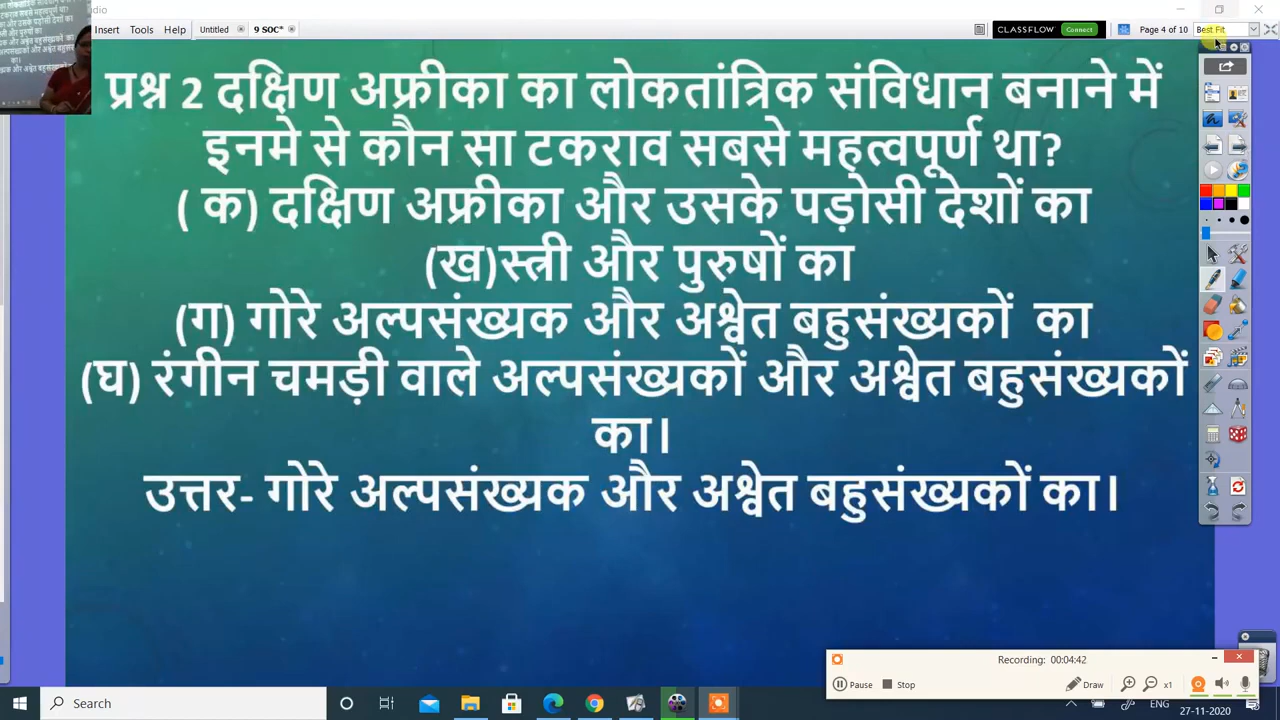 dio
Insert Tools Help Untitled 9 SOC* CLASSFLOW Connect Page 4 of 10 Best Fit
प्रश्न 2 दक्षिण अफ्रीका का लोकतांत्रिक संविधान बनाने में
इनमे से कौन सा टकराव सबसे महत्वपूर्ण था?
( क) दक्षिण अफ्रीका और उसके पड़ोसी देशों का
(ख)स्त्री और पुरुषों का
(ग) गोरे अल्पसंख्यक और अश्वेत बहुसंख्यकों का
(घ) रंगीन चमड़ी वाले अल्पसंख्यकों और अश्वेत बहुसंख्यकों
का।
उत्तर- गोरे अल्पसंख्यक और अश्वेत बहुसंख्यकों का।
Recording: 00:04:42
Pause Stop Draw x1
Search ENG
27-11-2020